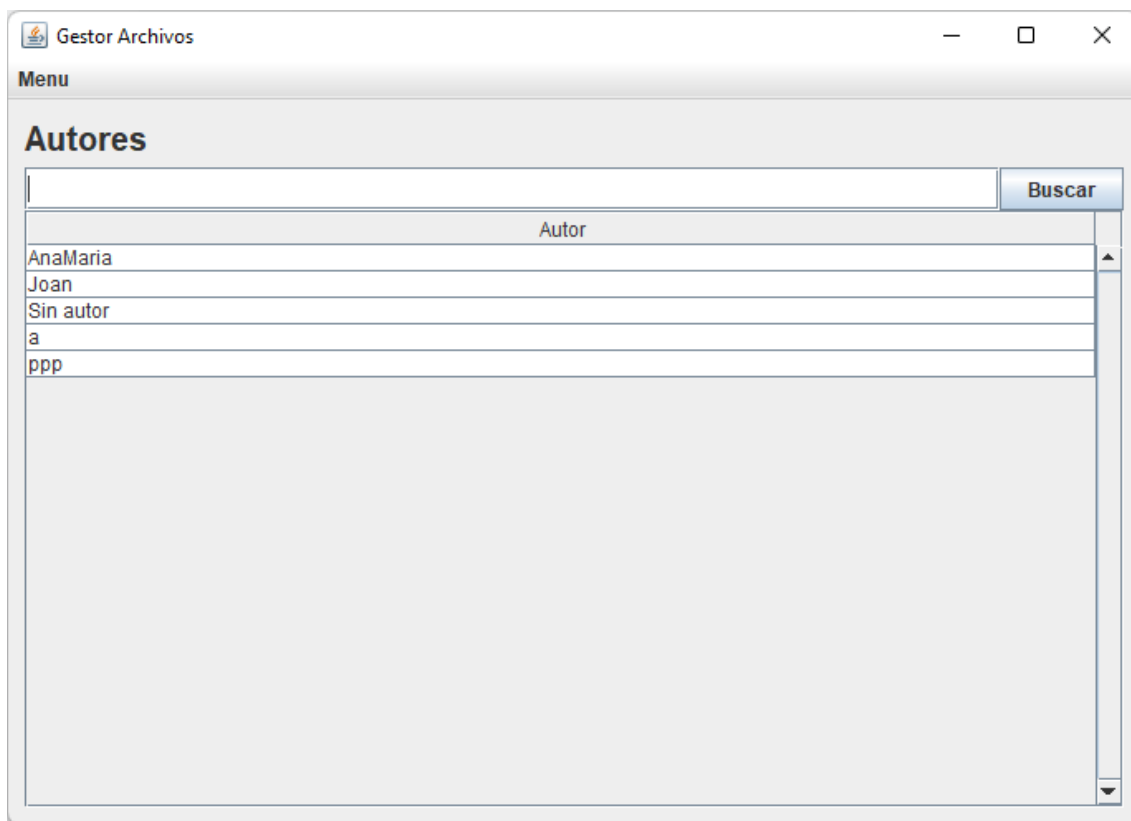 Gestor Archivos
Menu
Autores
Buscar
Autor
AnaMaria
Joan
Sin autor
a
ppp